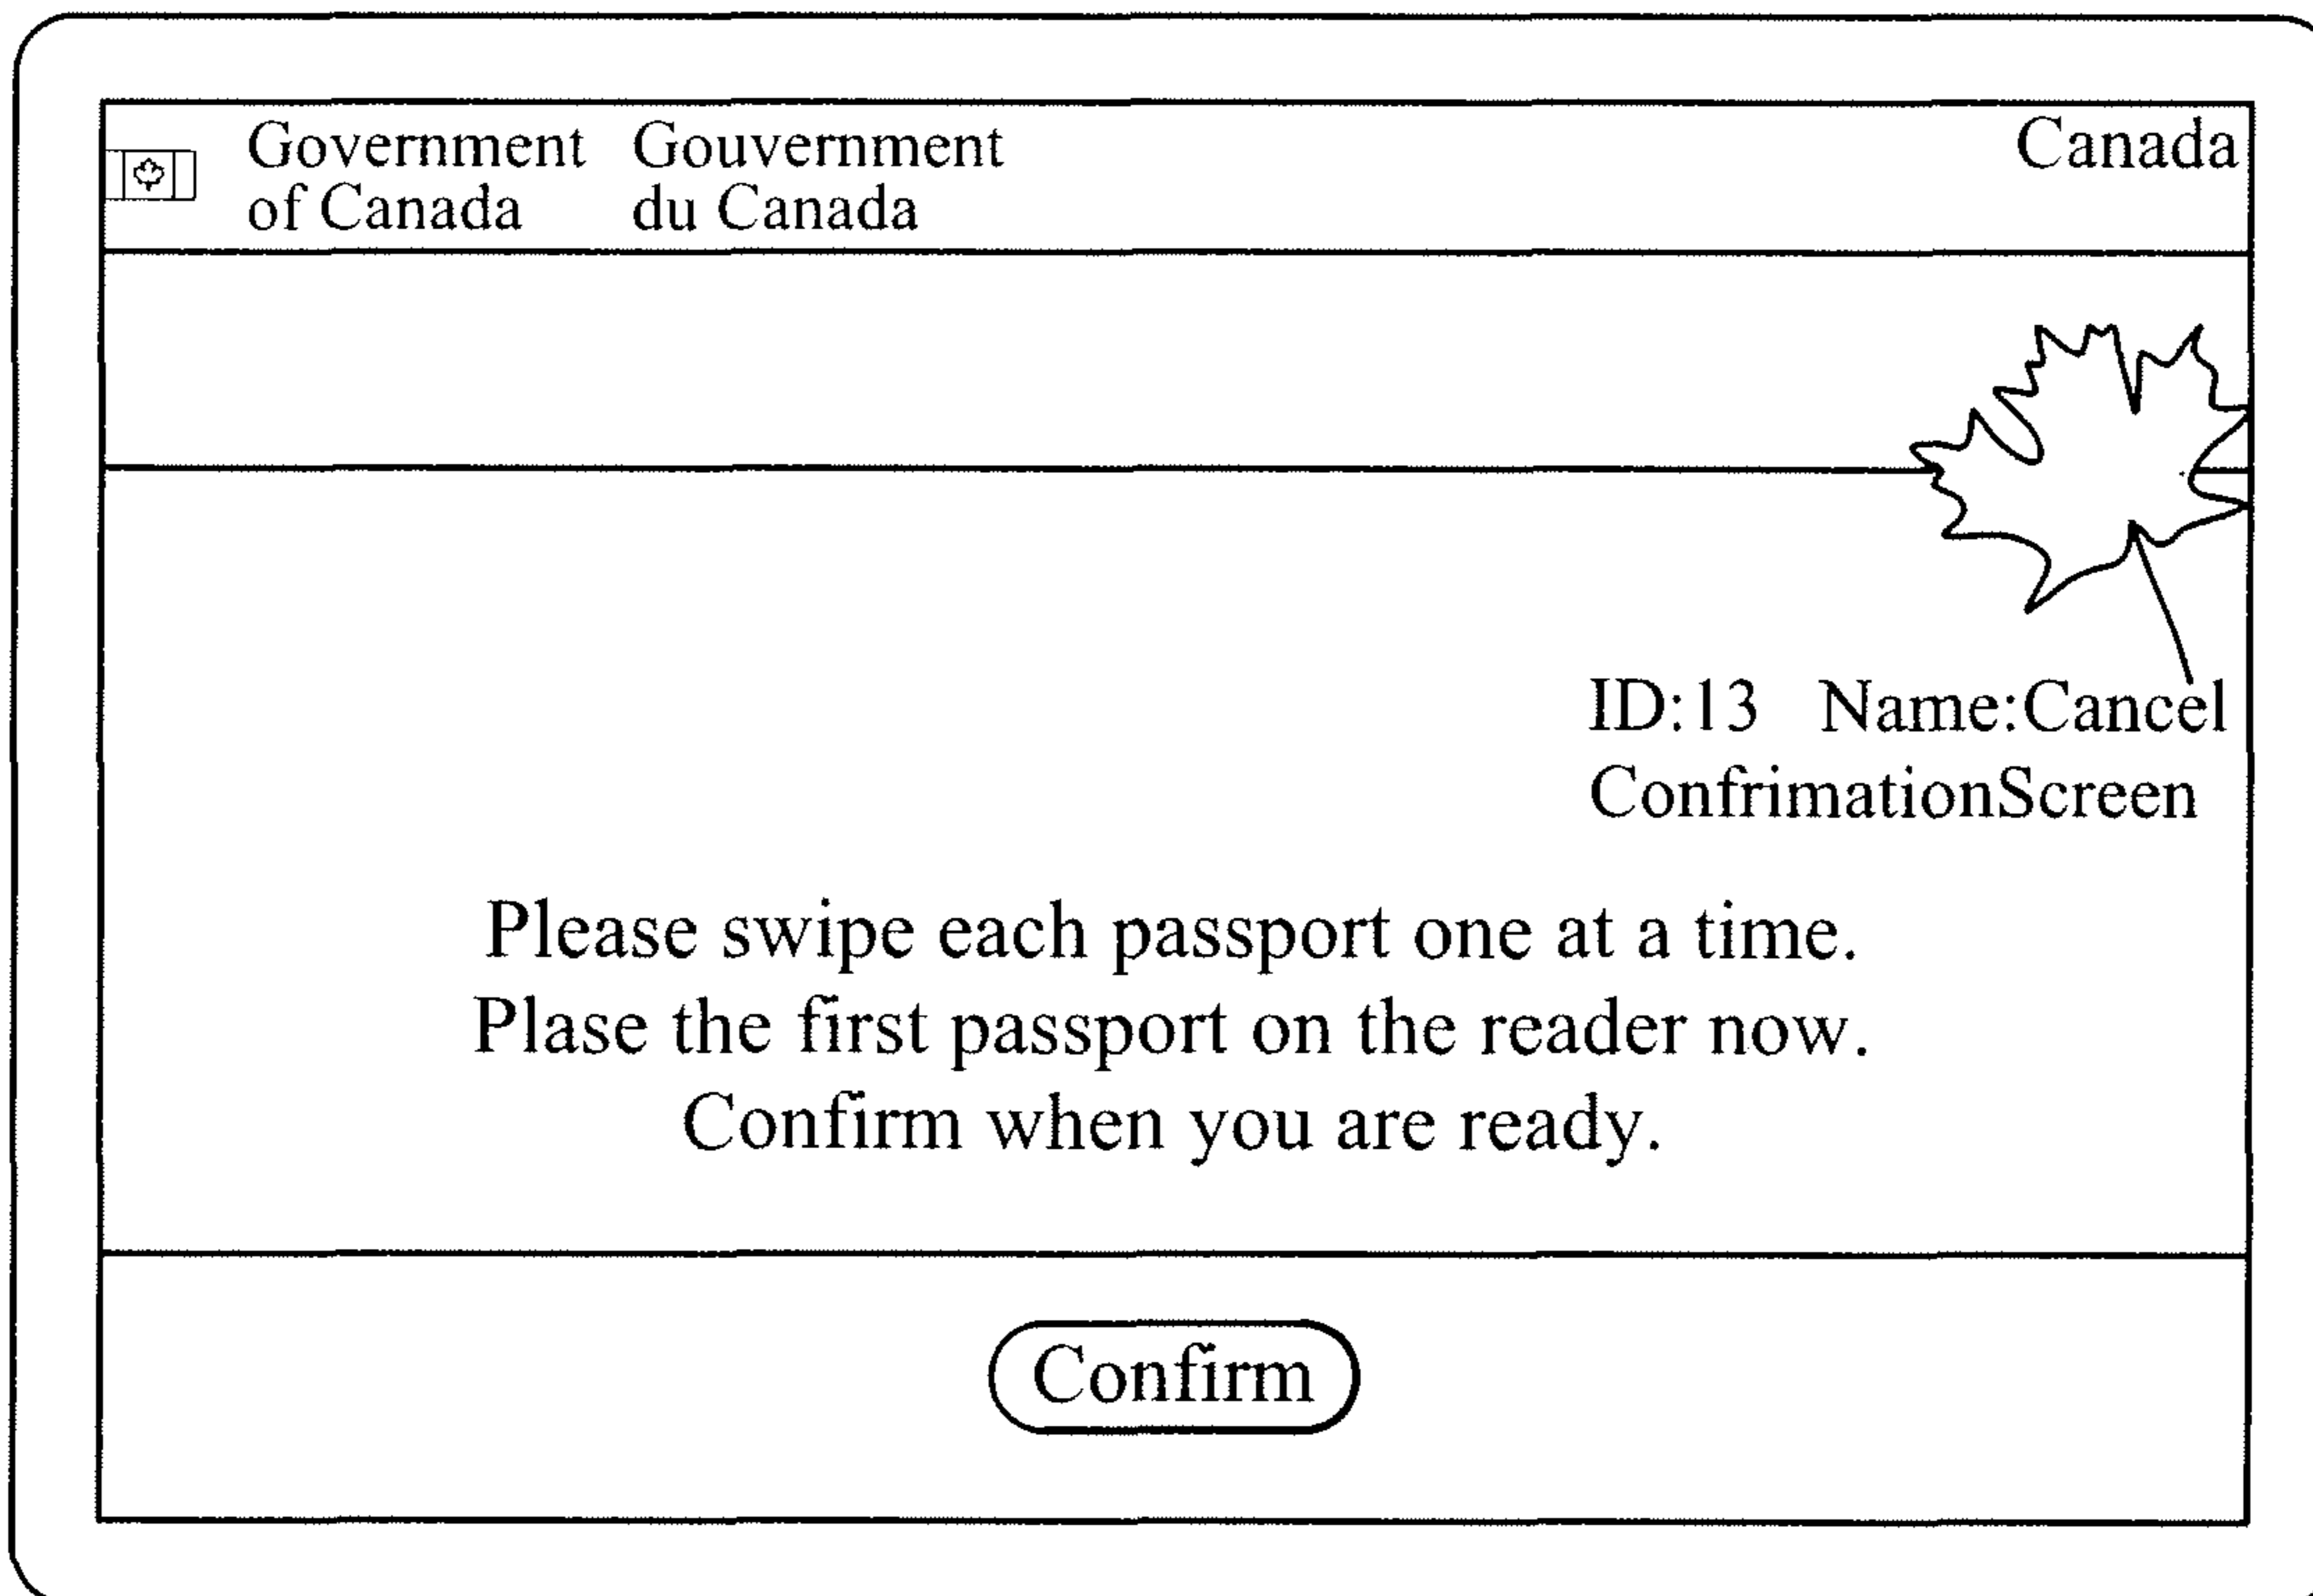 Government Gouvernment Canada
of Canada du Canada
ID:13 Name:Cancel
ConfrimationScreen
Please swipe each passport one at a time.
Plase the first passport on the reader now.
Confirm when you are ready.
Confirm